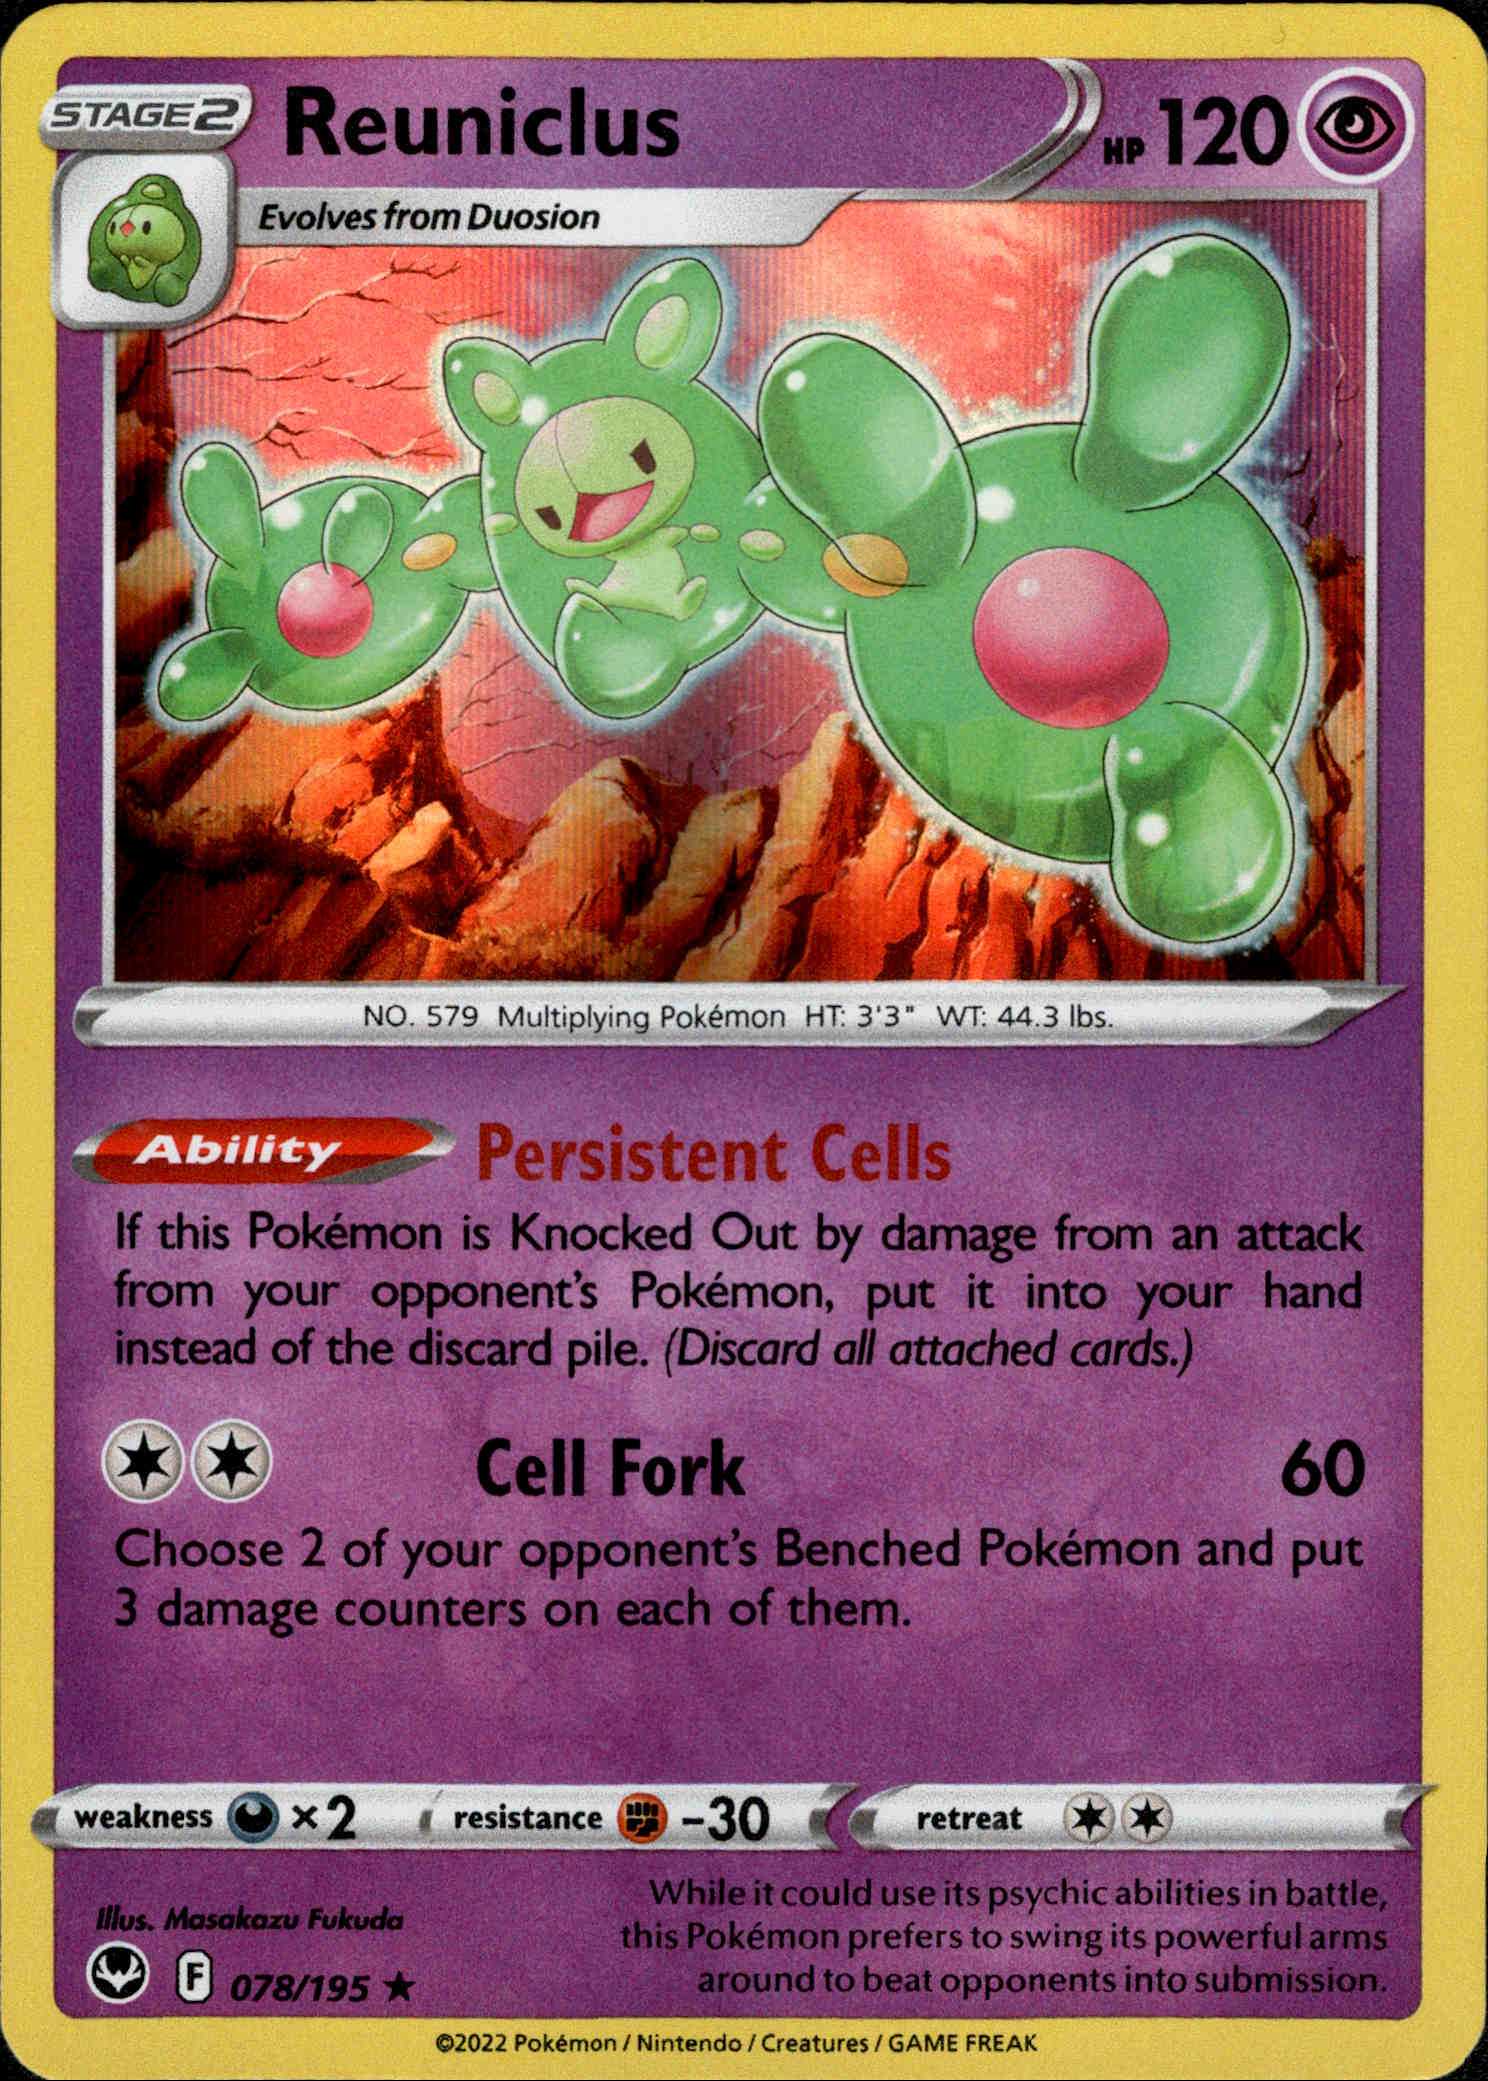 STAGE2 Reuniclus HP 120
Evolves from Duosion
NO. 579 Multiplying Pokémon HT: 3'3" WT: 44.3 lbs.
Ability Persistent Cells
If this Pokémon is Knocked Out by damage from an attack
from your opponent's Pokémon, put it into your hand
instead of the discard pile. (Discard all attached cards.)
Cell Fork 60
Choose 2 of your opponent's Benched Pokémon and put
3 damage counters on each of them.
weakness ×2 resistance -30 retreat
While it could use its psychic abilities in battle,
this Pokémon prefers to swing its powerful arms
around to beat opponents into submission.
Illus. Masakazu Fukuda
F 078/195 ★
©2022 Pokémon / Nintendo / Creatures / GAME FREAK